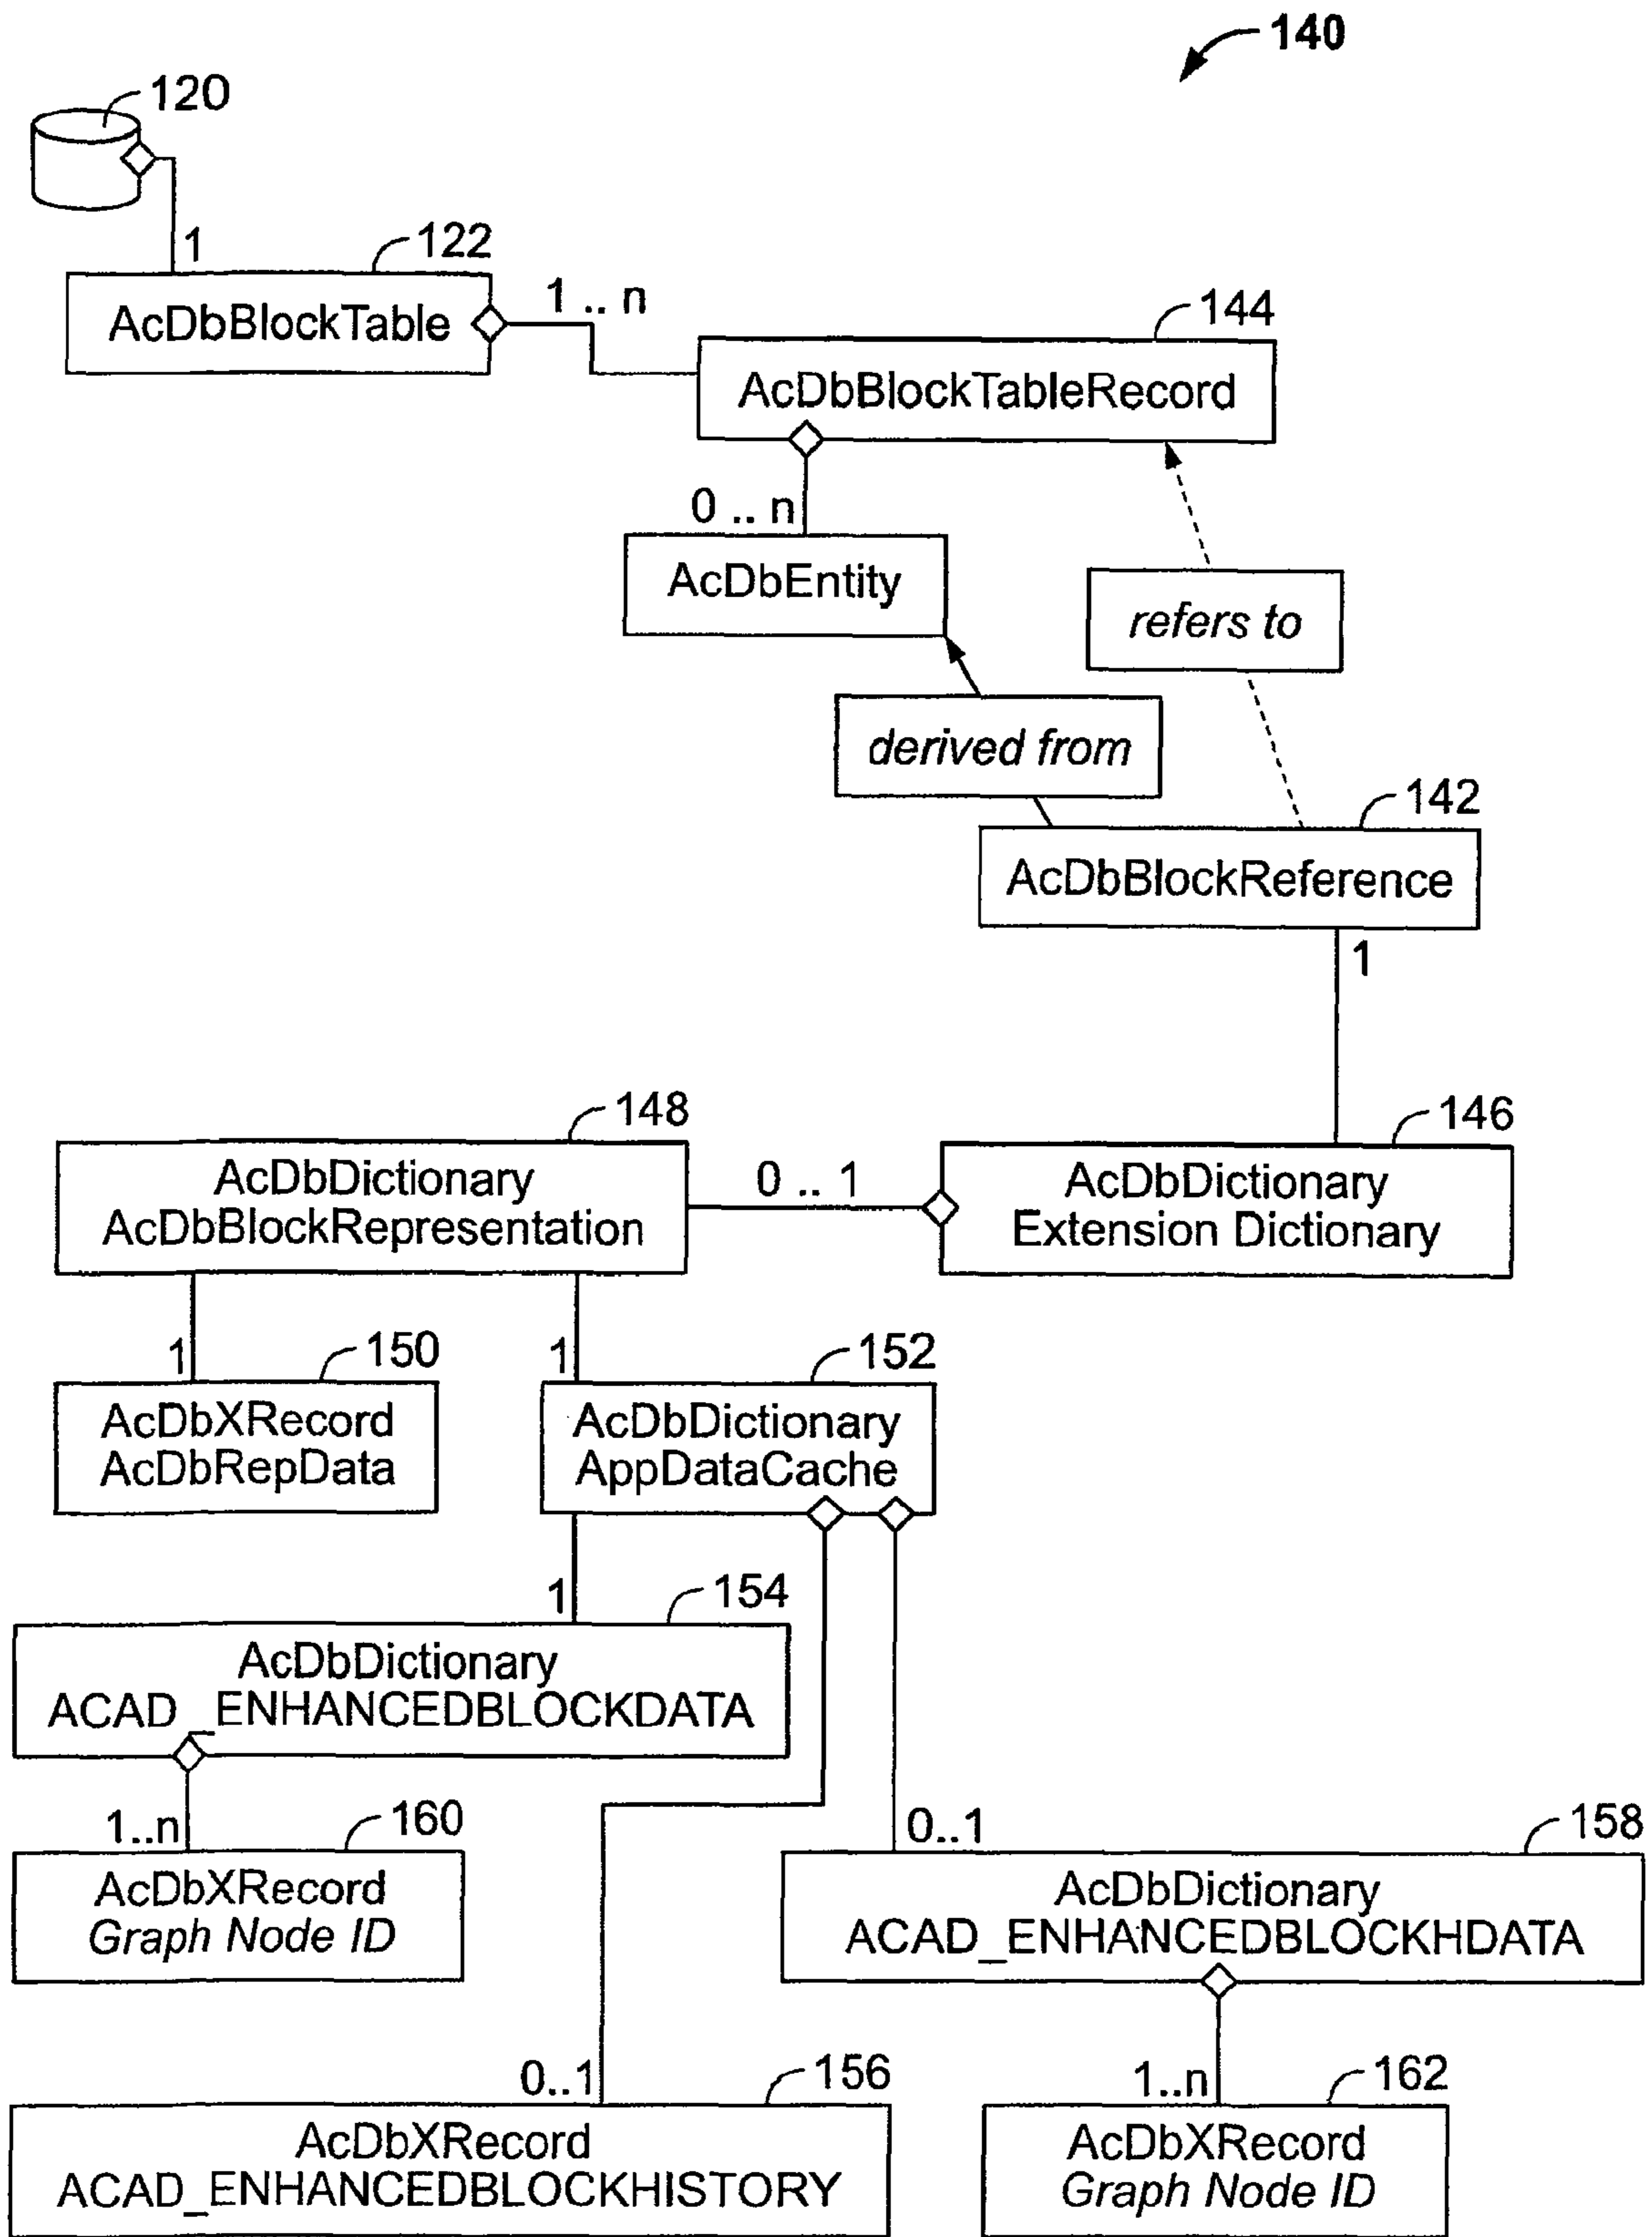 140
120
1
122
AcDbBlockTable
1 .. n
144
AcDbBlockTableRecord
0 .. n
AcDbEntity
refers to
derived from
142
AcDbBlockReference
1
148
AcDbDictionary
AcDbBlockRepresentation
0 .. 1
146
AcDbDictionary
Extension Dictionary
1
150
AcDbXRecord
AcDbRepData
1
152
AcDbDictionary
AppDataCache
1
154
AcDbDictionary
ACAD_ENHANCEDBLOCKDATA
1..n
160
AcDbXRecord
Graph Node ID
0..1
158
AcDbDictionary
ACAD_ENHANCEDBLOCKHDATA
0..1
156
AcDbXRecord
ACAD_ENHANCEDBLOCKHISTORY
1..n
162
AcDbXRecord
Graph Node ID